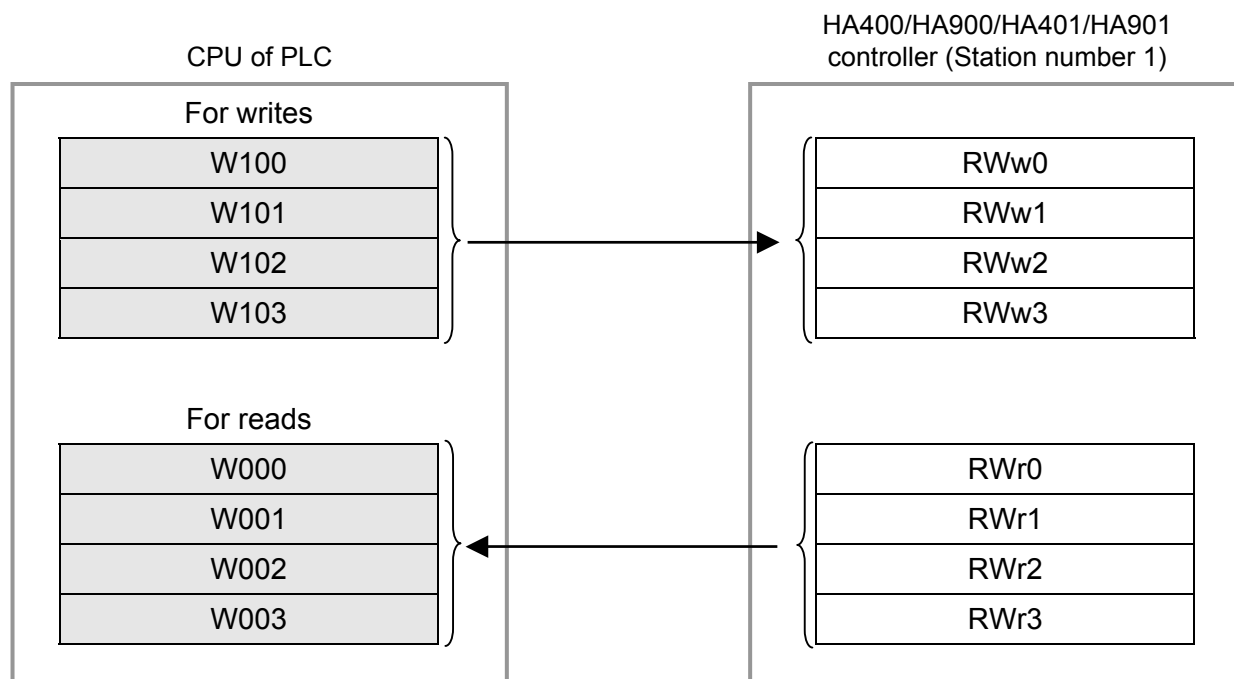 CPU of PLC
HA400/HA900/HA401/HA901
controller (Station number 1)
For writes
W100
W101
W102
W103
RWw0
RWw1
RWw2
RWw3
For reads
W000
W001
W002
W003
RWr0
RWr1
RWr2
RWr3